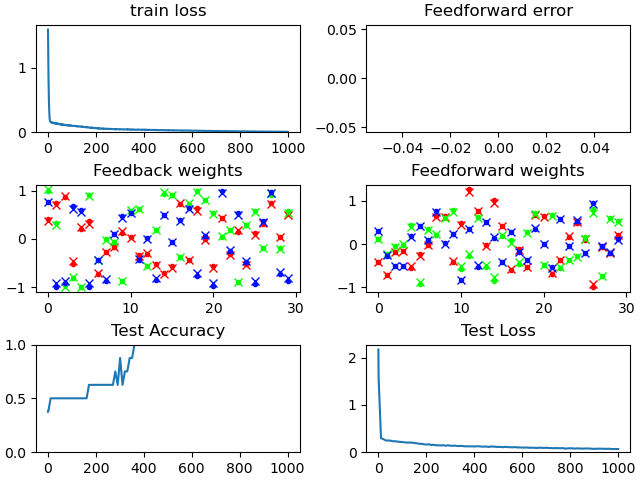 train loss
Feedforward error
1
0
0 200 400 600 800 1000
0.05
0.00
−0.05
−0.04 −0.02 0.00 0.02 0.04
Feedback weights
Feedforward weights
1
0
−1
0 10 20 30
1
0
−1
0 10 20 30
Test Accuracy
Test Loss
1.0
0.5
0.0
0 200 400 600 800 1000
2
1
0
0 200 400 600 800 1000